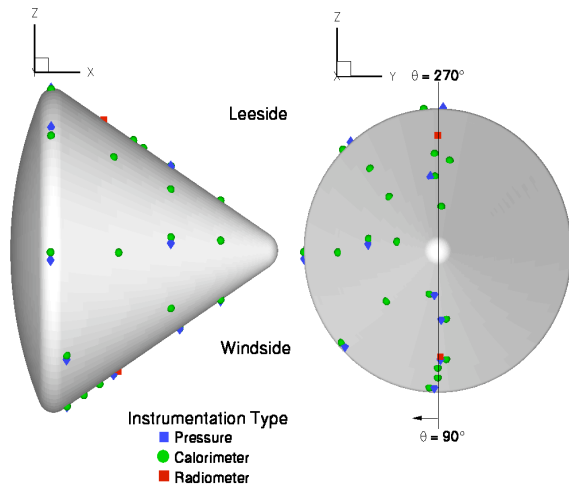 Z
Y
X
Z
X
Y
θ = 270°
Leeside
Windside
Instrumentation Type
Pressure
Calorimeter
Radiometer
θ = 90°